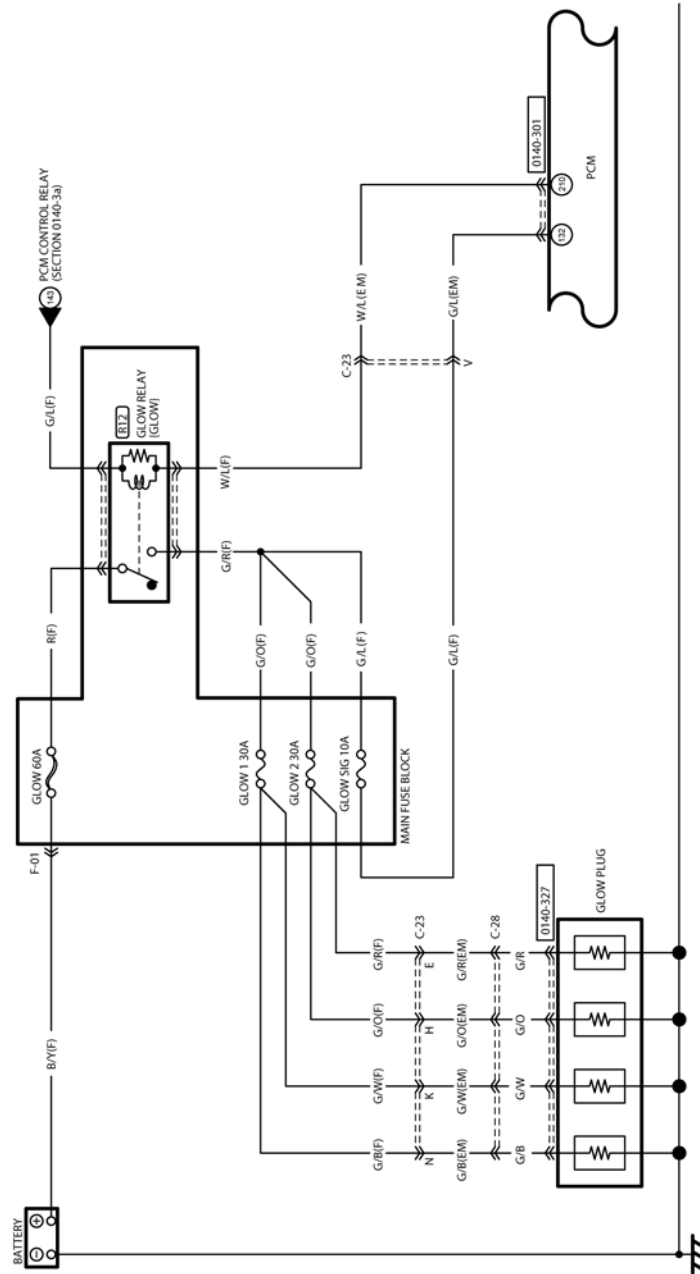 BATTERY
B/Y(F)
F-01
GLOW 60A
R(F)
G/L(F)
143
PCM CONTROL RELAY
(SECTION 0140-3a)
R12
GLOW RELAY
(GLOW)
G/R(F)
W/L(F)
GLOW 1 30A
G/O(F)
GLOW 2 30A
G/O(F)
GLOW SIG 10A
G/L(F)
MAIN FUSE BLOCK
C-23
W/L(E M)
V
G/L(F)
G/L(EM)
0140-301
132
210
PCM
G/B(F)
G/W(F)
G/O(F)
G/R(F)
C-23
N
K
H
E
G/B(EM)
G/W(EM)
G/O(EM)
G/R(EM)
C-28
G/B
G/W
G/O
G/R
0140-327
GLOW PLUG